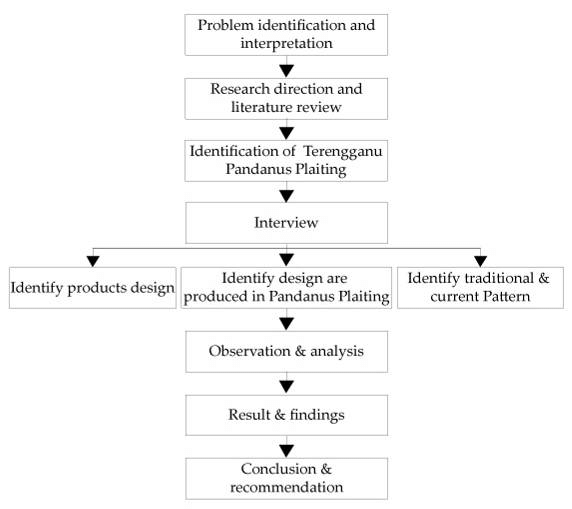 Problem identification and
interpretation
Research direction and
literature review
Identification of Terengganu
Pandanus Plaiting
Interview
Identify products design
Identify design are
produced in Pandanus Plaiting
Identify traditional &
current Pattern
Observation & analysis
Result & findings
Conclusion &
recommendation